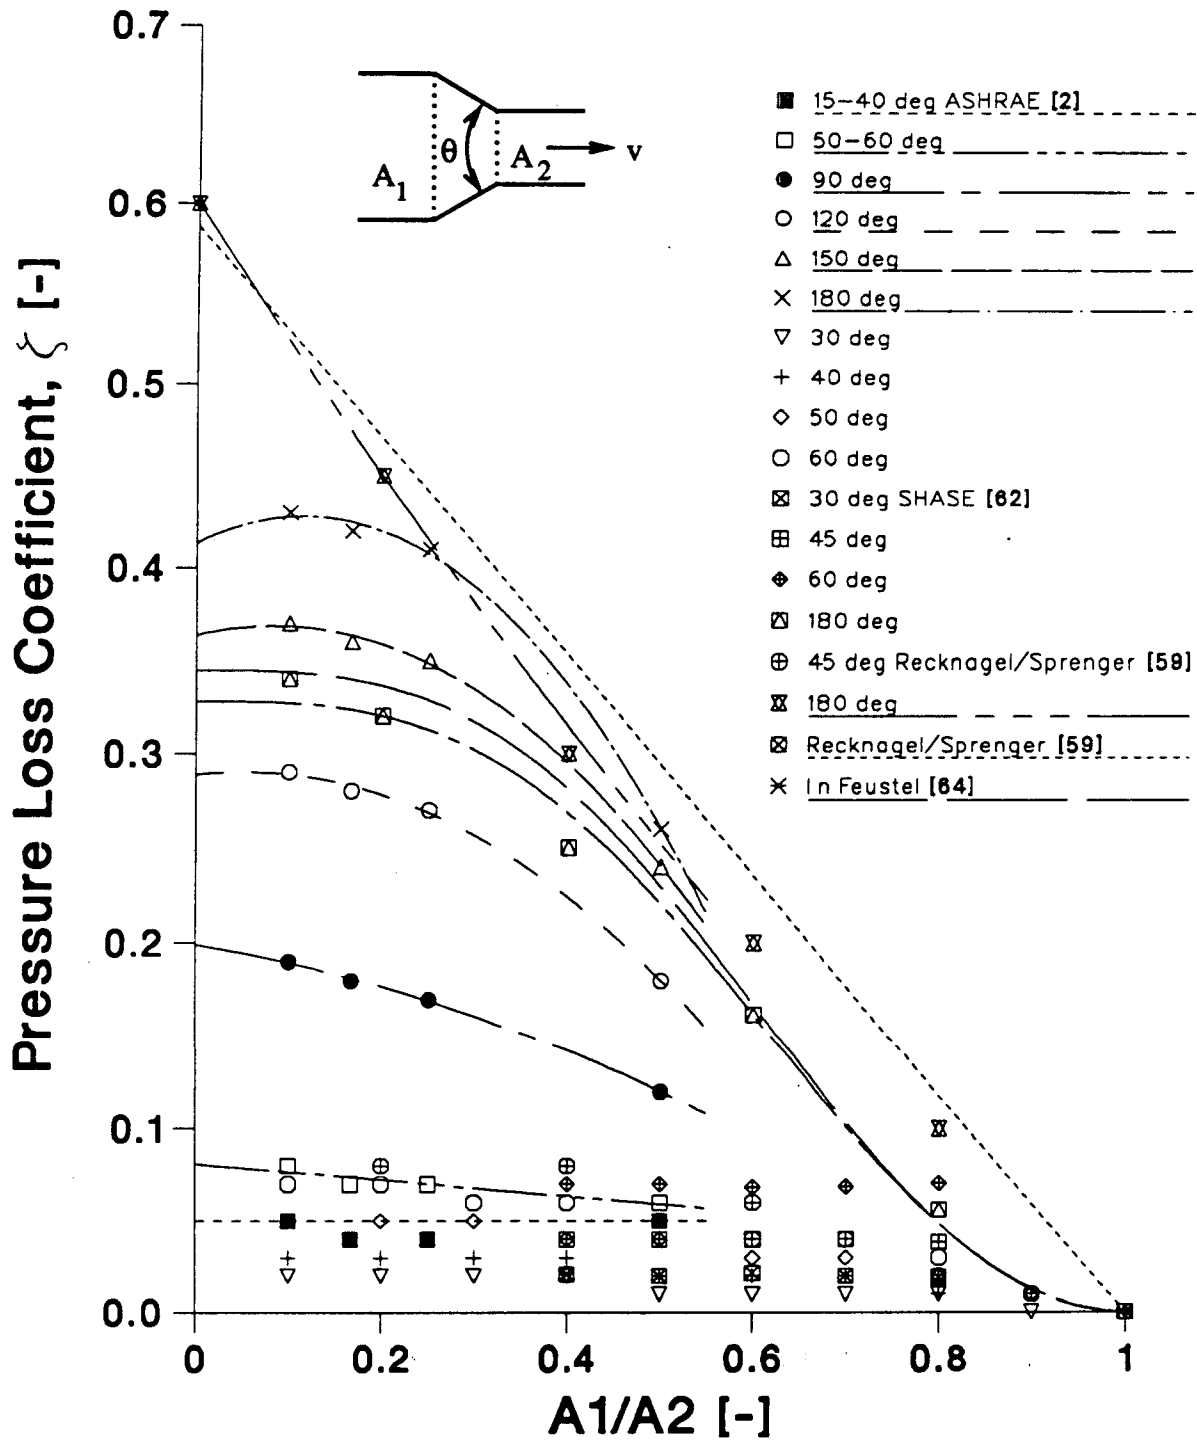 0.7
0.6
0.5
0.4
0.3
0.2
0.1
0.0
Pressure Loss Coefficient, ζ [-]
A1
θ
A2
v
15-40 deg ASHRAE [2]
50-60 deg
90 deg
120 deg
150 deg
180 deg
30 deg
40 deg
50 deg
60 deg
30 deg SHASE [62]
45 deg
60 deg
180 deg
45 deg Recknagel/Sprenger [59]
180 deg
Recknagel/Sprenger [59]
In Feustel [64]
0 0.2 0.4 0.6 0.8 1
A1/A2 [-]